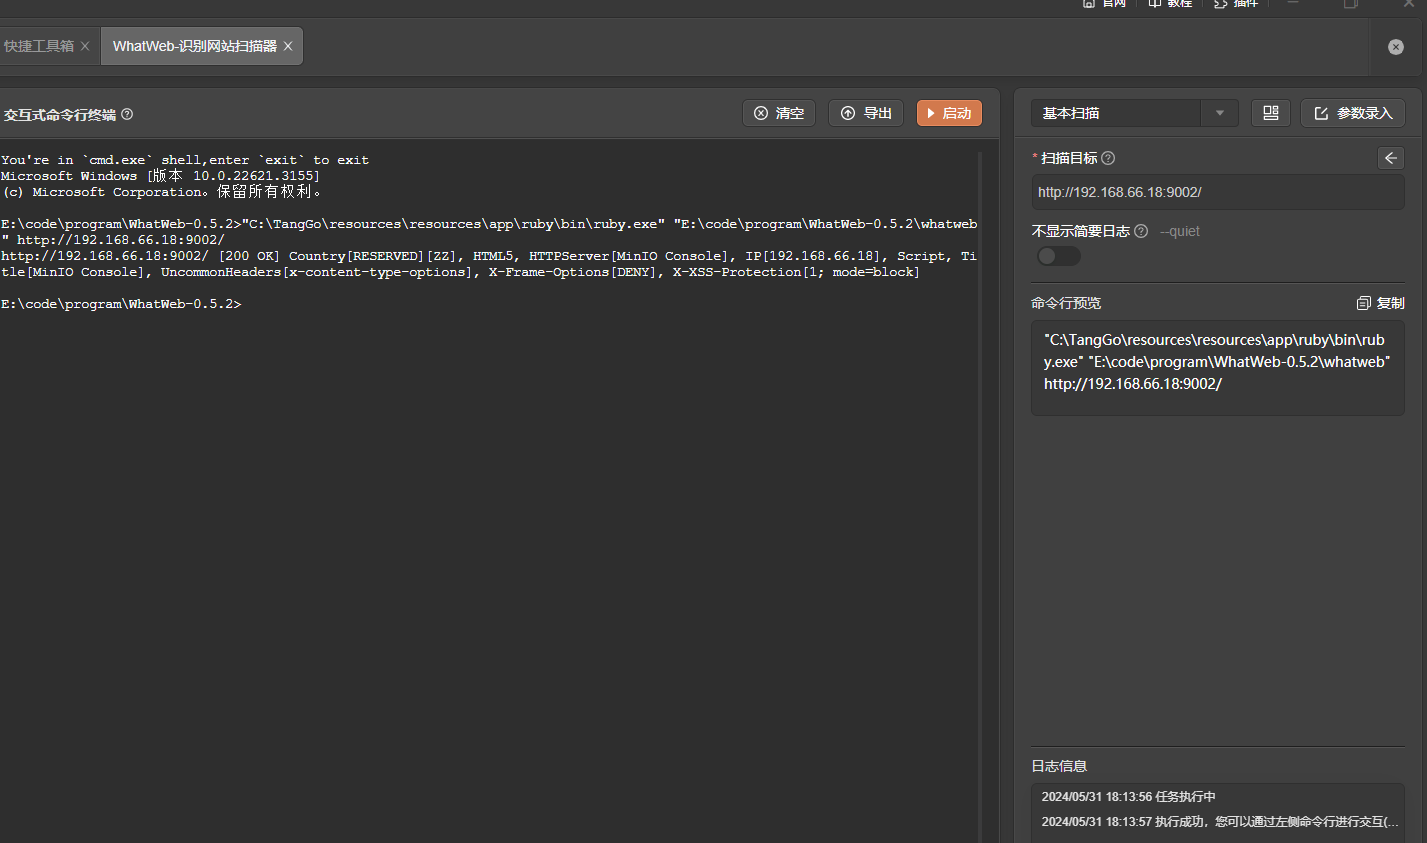 官网 教程 插件
快捷工具箱 WhatWeb-识别网站扫描器
交互式命令行终端 清空 导出 启动
You're in `cmd.exe` shell,enter `exit` to exit
Microsoft Windows [版本 10.0.22621.3155]
(c) Microsoft Corporation。保留所有权利。
E:\code\program\WhatWeb-0.5.2>"C:\TangGo\resources\resources\app\ruby\bin\ruby.exe" "E:\code\program\WhatWeb-0.5.2\whatweb
" http://192.168.66.18:9002/
http://192.168.66.18:9002/ [200 OK] Country[RESERVED][ZZ], HTML5, HTTPServer[MinIO Console], IP[192.168.66.18], Script, Ti
tle[MinIO Console], UncommonHeaders[x-content-type-options], X-Frame-Options[DENY], X-XSS-Protection[1; mode=block]
E:\code\program\WhatWeb-0.5.2>
基本扫描 参数录入
* 扫描目标
http://192.168.66.18:9002/
不显示简要日志 --quiet
命令行预览 复制
"C:\TangGo\resources\resources\app\ruby\bin\rub
y.exe" "E:\code\program\WhatWeb-0.5.2\whatweb"
http://192.168.66.18:9002/
日志信息
2024/05/31 18:13:56 任务执行中
2024/05/31 18:13:57 执行成功，您可以通过左侧命令行进行交互(...